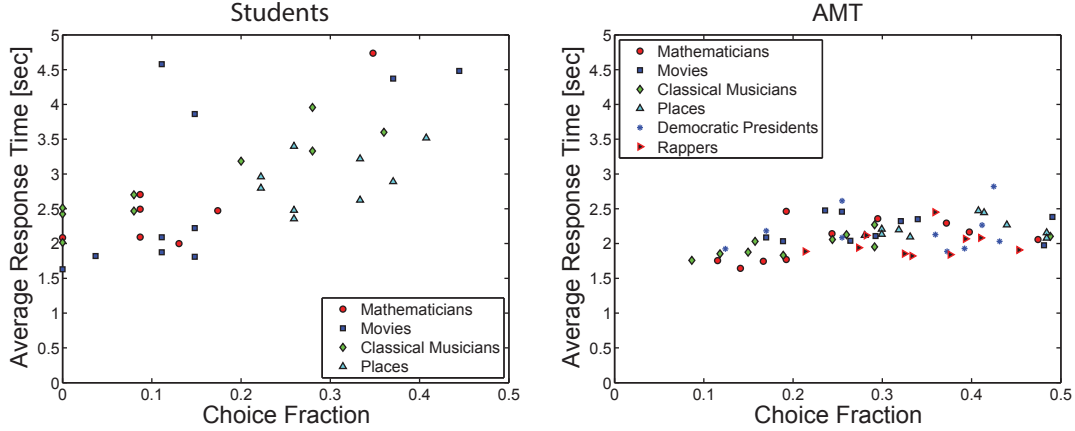 Students
5
4.5
4
3.5
3
2.5
2
1.5
1
0.5
0
0
0.1
0.2
0.3
0.4
0.5
Average Response Time [sec]
Choice Fraction
Mathematicians
Movies
Classical Musicians
Places
AMT
5
4.5
4
3.5
3
2.5
2
1.5
1
0.5
0
0
0.1
0.2
0.3
0.4
0.5
Average Response Time [sec]
Choice Fraction
Mathematicians
Movies
Classical Musicians
Places
Democratic Presidents
Rappers